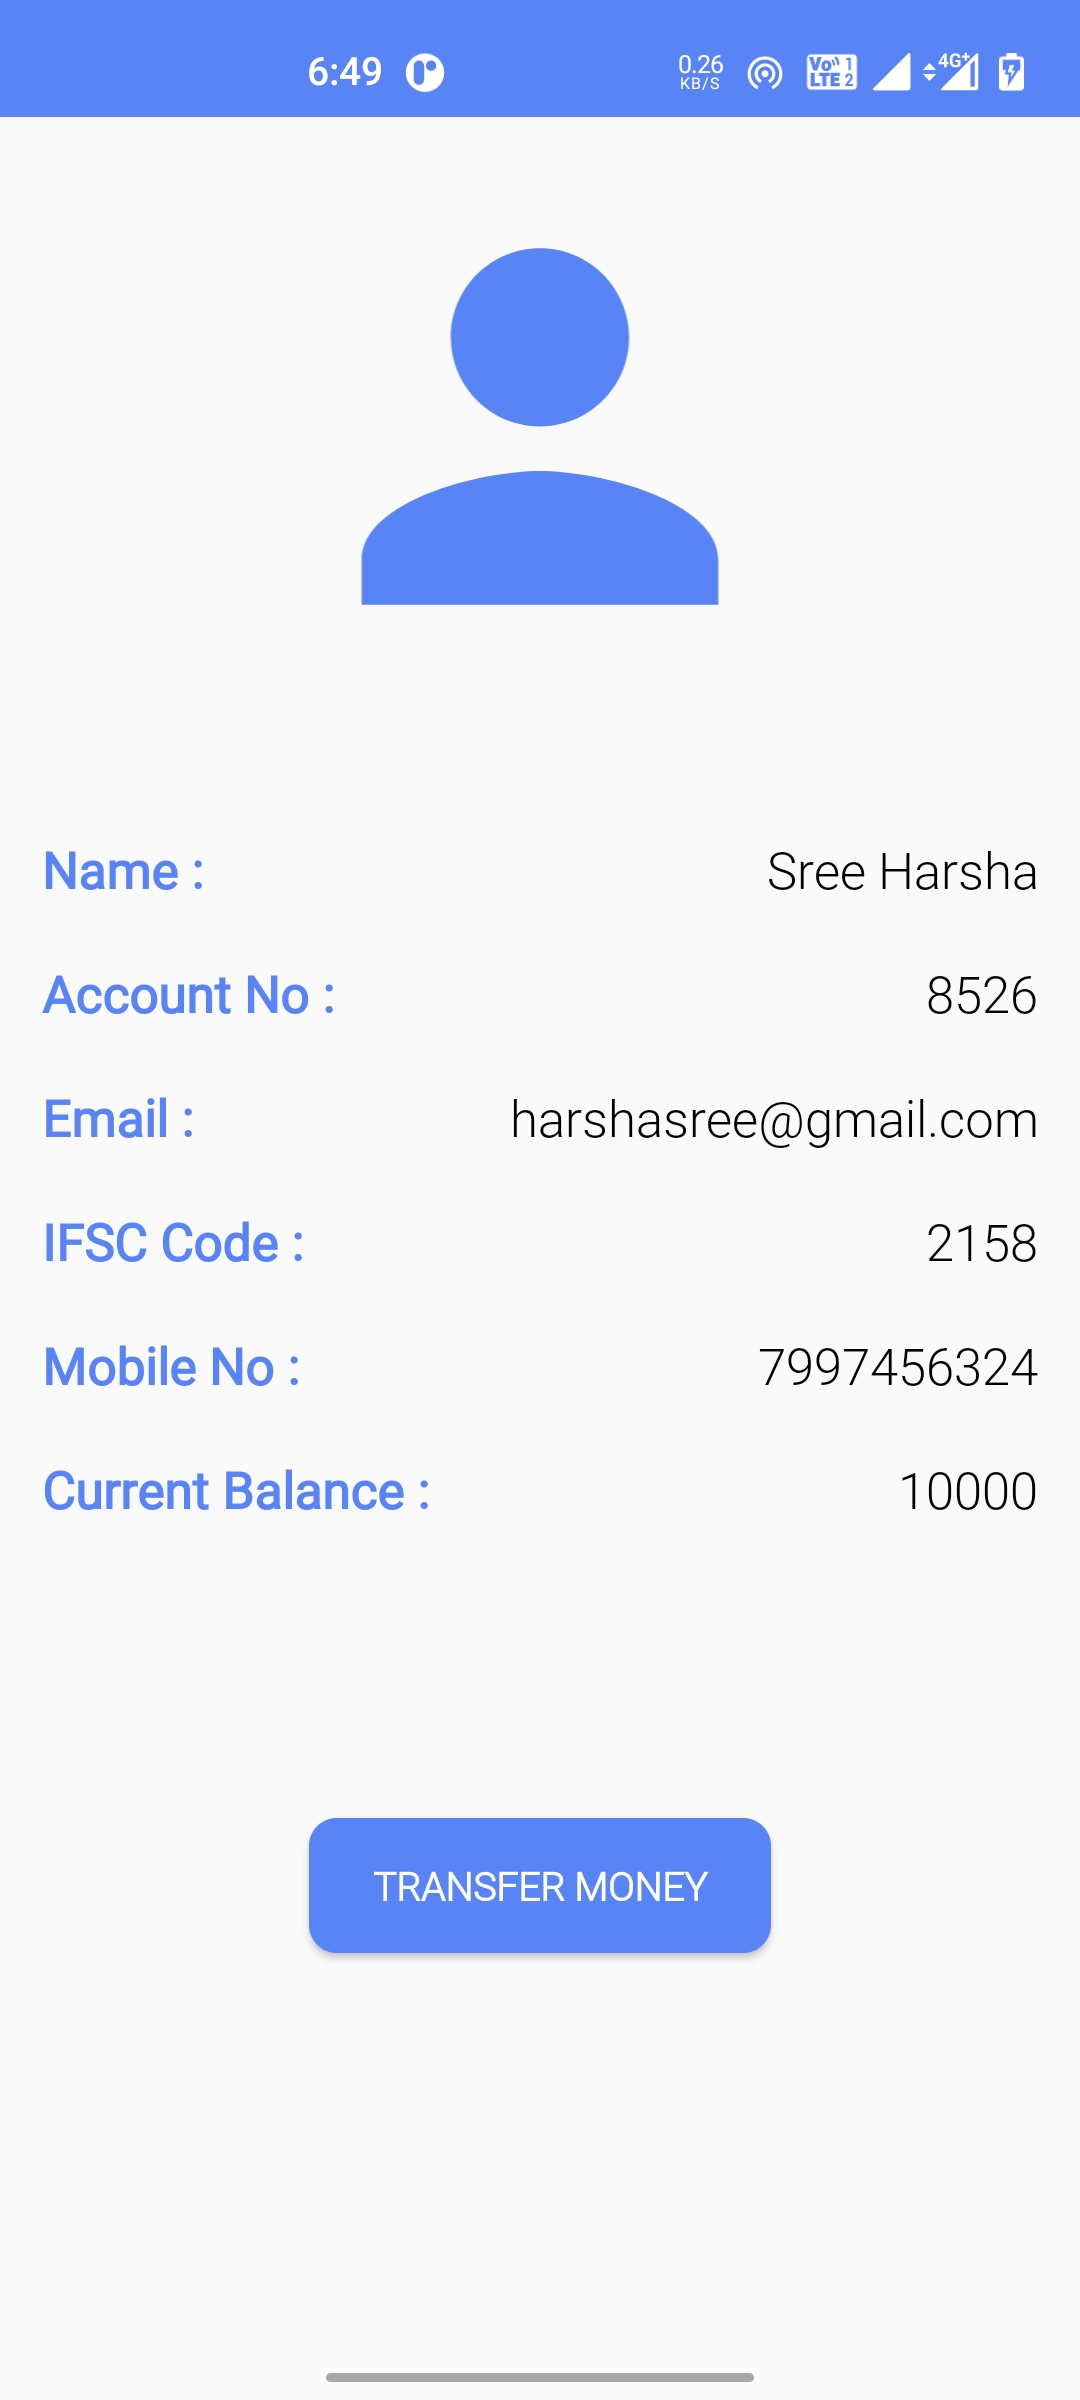 6:49 0.26 KB/S Vo LTE 1 2 4G+
Name : Sree Harsha
Account No : 8526
Email : harshasree@gmail.com
IFSC Code : 2158
Mobile No : 7997456324
Current Balance : 10000
TRANSFER MONEY